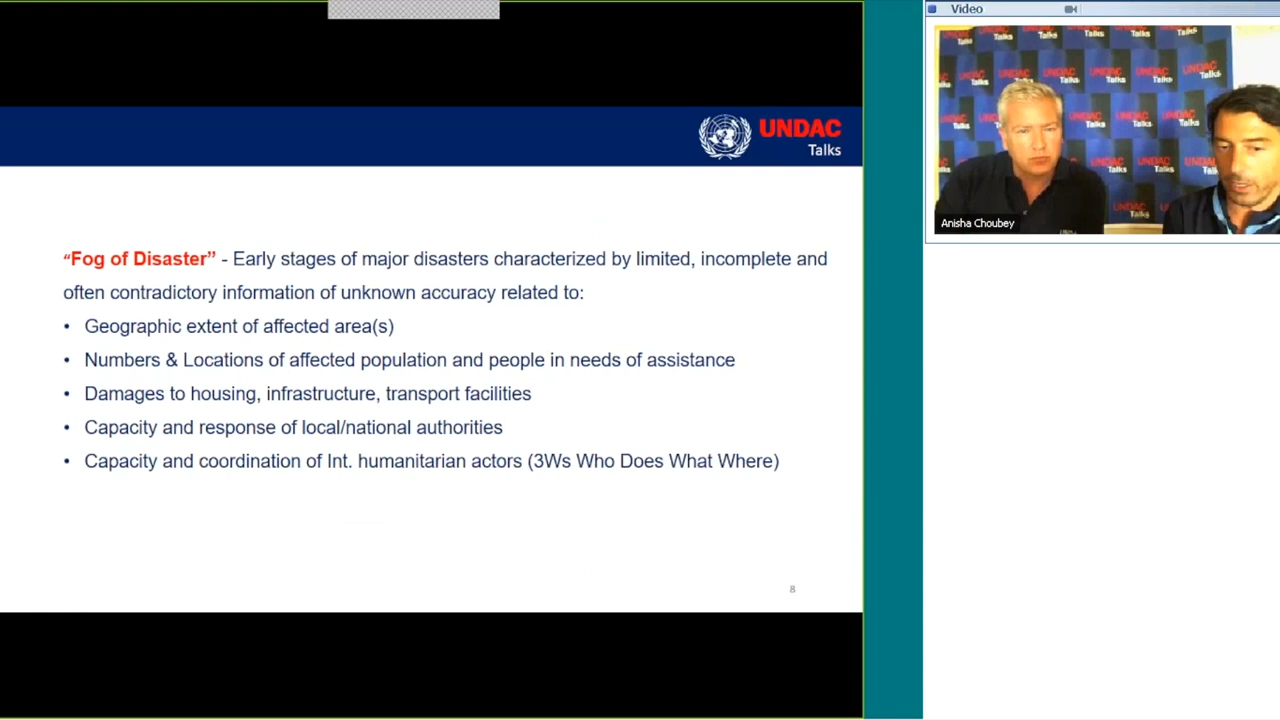 Video
UNDAC
Talks
Anisha Choubey
UNDAC
Talks
“Fog of Disaster” - Early stages of major disasters characterized by limited, incomplete and
often contradictory information of unknown accuracy related to:
• Geographic extent of affected area(s)
• Numbers & Locations of affected population and people in needs of assistance
• Damages to housing, infrastructure, transport facilities
• Capacity and response of local/national authorities
• Capacity and coordination of Int. humanitarian actors (3Ws Who Does What Where)
8